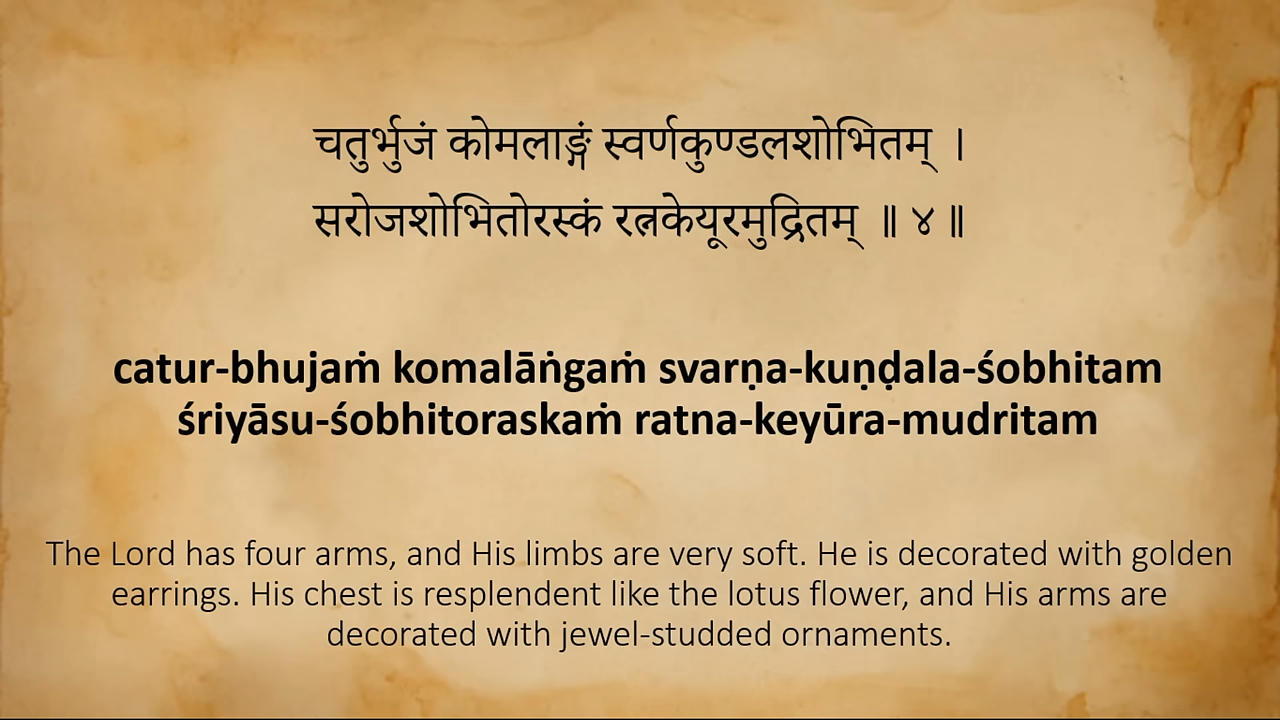 चतुर्भुजं कोमलाङ्गं स्वर्णकुण्डलशोभितम् ।
सरोजशोभितोरस्कं रत्नकेयूरमुद्रितम् ॥ ४ ॥
catur-bhujaṁ komalāṅgaṁ svarṇa-kuṇḍala-śobhitam
śriyāsu-śobhitoraskaṁ ratna-keyūra-mudritam
The Lord has four arms, and His limbs are very soft. He is decorated with golden
earrings. His chest is resplendent like the lotus flower, and His arms are
decorated with jewel-studded ornaments.